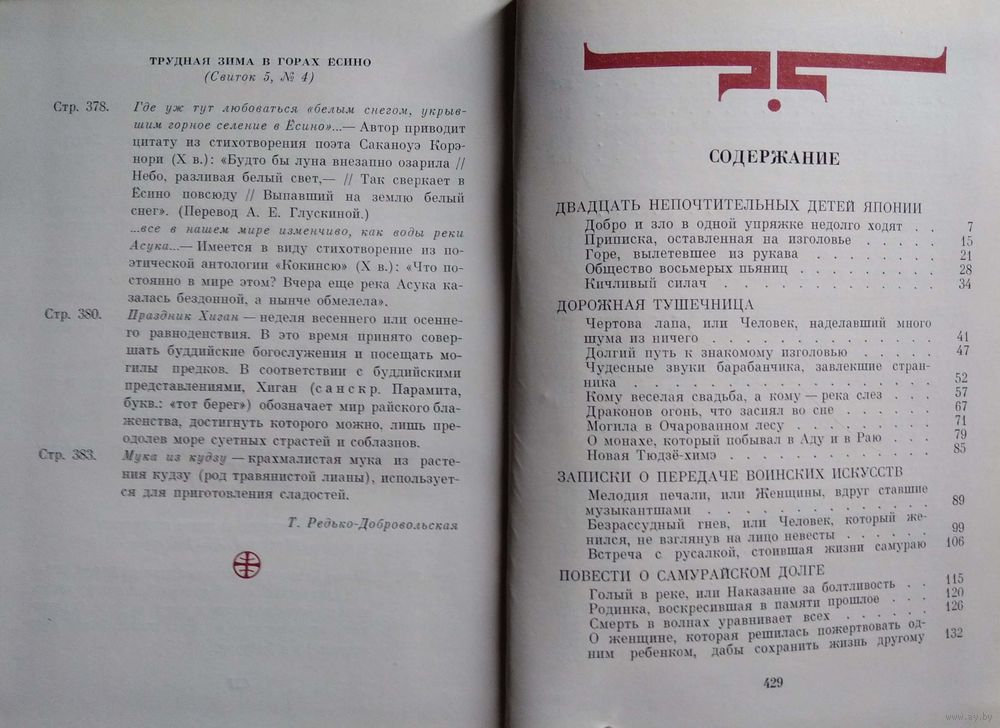 ТРУДНАЯ ЗИМА В ГОРАХ ЁСИНО
(Свиток 5, № 4)
Стр. 378. Где уж тут любоваться «белым снегом, укрыв-
шим горное селение в Ёсино»...— Автор приводит
цитату из стихотворения поэта Саканоуэ Корэ-
нори (X в.): «Будто бы луна внезапно озарила //
Небо, разливая белый свет,— // Так сверкает в
Ёсино повсюду // Выпавший на землю белый
снег». (Перевод А. Е. Глускиной.)
...все в нашем мире изменчиво, как воды реки
Асука...— Имеется в виду стихотворение из по-
этической антологии «Кокинсю» (X в.): «Что по-
стоянно в мире этом? Вчера еще река Асука ка-
залась бездонной, а нынче обмелела».
Стр. 380. Праздник Хиган — неделя весеннего или осенне-
го равноденствия. В это время принято совер-
шать буддийские богослужения и посещать мо-
гилы предков. В соответствии с буддийскими
представлениями, Хиган (санскр. Парамита,
букв.: «тот берег») обозначает мир райского бла-
женства, достигнуть которого можно, лишь пре-
одолев море суетных страстей и соблазнов.
Стр. 383. Мука из кудзу — крахмалистая мука из расте-
ния кудзу (род травянистой лианы), используе-
тся для приготовления сладостей.
Т. Редько-Добровольская
СОДЕРЖАНИЕ
ДВАДЦАТЬ НЕПОЧТИТЕЛЬНЫХ ДЕТЕЙ ЯПОНИИ
Добро и зло в одной упряжке недолго ходят . . 7
Приписка, оставленная на изголовье . . . . . 15
Горе, вылетевшее из рукава . . . . . . . . 21
Общество восьмерых пьяниц . . . . . . . . 28
Кичливый силач . . . . . . . . . . . . 34
ДОРОЖНАЯ ТУШЕЧНИЦА
Чертова лапа, или Человек, наделавший много
шума из ничего . . . . . . . . . . . . 41
Долгий путь к знакомому изголовью . . . . . 47
Чудесные звуки барабанчика, завлекшие стран-
ника . . . . . . . . . . . . . . . 52
Кому веселая свадьба, а кому — река слез . . . 57
Драконов огонь, что засиял во сне . . . . . . 67
Могила в Очарованном лесу . . . . . . . . 71
О монахе, который побывал в Аду и в Раю . . . 79
Новая Тюдзё-химэ . . . . . . . . . . . 85
ЗАПИСКИ О ПЕРЕДАЧЕ ВОИНСКИХ ИСКУССТВ
Мелодия печали, или Женщины, вдруг ставшие
музыкантшами . . . . . . . . . . . . 89
Безрассудный гнев, или Человек, который же-
нился, не взглянув на лицо невесты . . . . . 99
Встреча с русалкой, стоившая жизни самураю 106
ПОВЕСТИ О САМУРАЙСКОМ ДОЛГЕ
Голый в реке, или Наказание за болтливость . . 115
Родинка, воскресившая в памяти прошлое . . . 120
Смерть в волнах уравнивает всех . . . . . . 126
О женщине, которая решилась пожертвовать од-
ним ребенком, дабы сохранить жизнь другому 132
429
www.ay.by